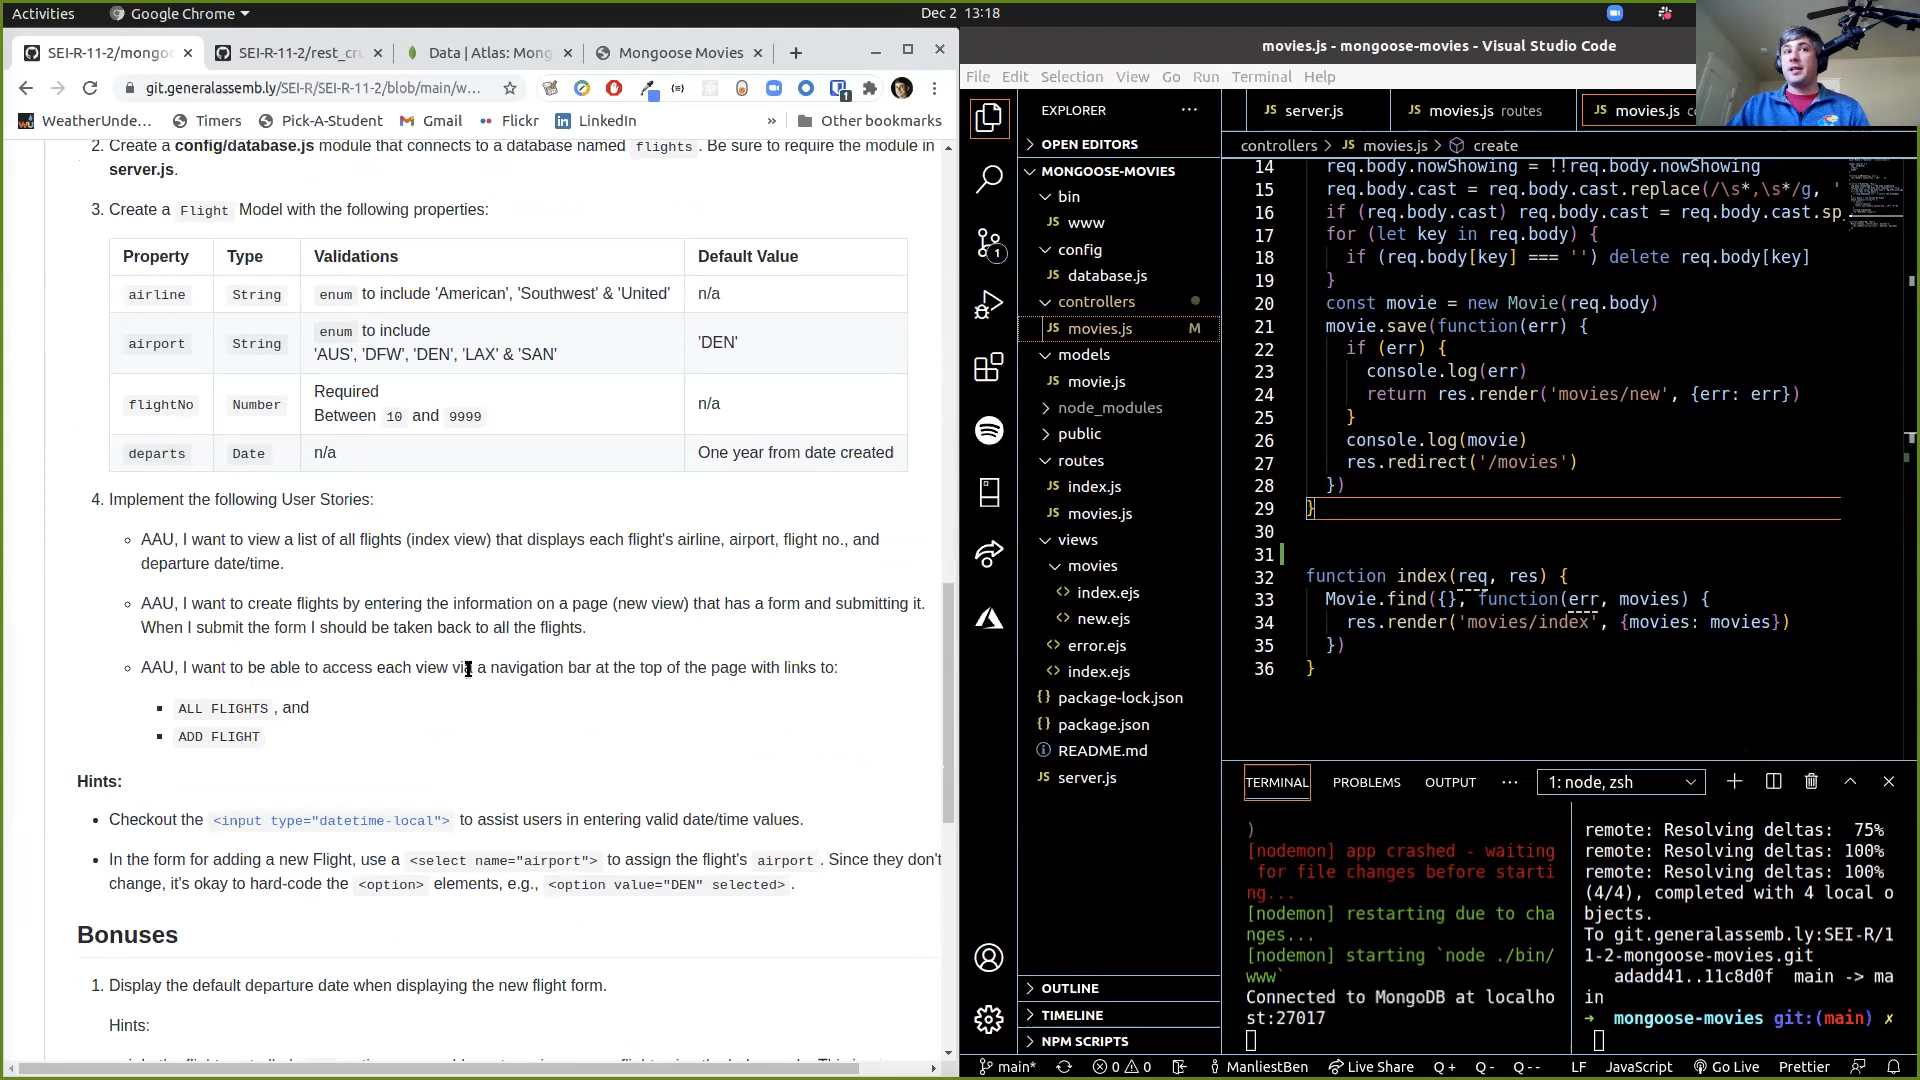 Activities Google Chrome Dec 2 13:18
SEI-R-11-2/mongo SEI-R-11-2/rest_cru Data | Atlas: Mong Mongoose Movies
git.generalassemb.ly/SEI-R/SEI-R-11-2/blob/main/w...
WeatherUnde... Timers Pick-A-Student Gmail Flickr LinkedIn » Other bookmarks
2. Create a config/database.js module that connects to a database named flights. Be sure to require the module in
server.js.
3. Create a Flight Model with the following properties:
Property Type Validations Default Value
airline String enum to include 'American', 'Southwest' & 'United' n/a
airport String enum to include
'AUS', 'DFW', 'DEN', 'LAX' & 'SAN' 'DEN'
flightNo Number Required
Between 10 and 9999 n/a
departs Date n/a One year from date created
4. Implement the following User Stories:
AAU, I want to view a list of all flights (index view) that displays each flight's airline, airport, flight no., and
departure date/time.
AAU, I want to create flights by entering the information on a page (new view) that has a form and submitting it.
When I submit the form I should be taken back to all the flights.
AAU, I want to be able to access each view via a navigation bar at the top of the page with links to:
ALL FLIGHTS , and
ADD FLIGHT
Hints:
Checkout the <input type="datetime-local"> to assist users in entering valid date/time values.
In the form for adding a new Flight, use a <select name="airport"> to assign the flight's airport . Since they don't
change, it's okay to hard-code the <option> elements, e.g., <option value="DEN" selected>.
Bonuses
1. Display the default departure date when displaying the new flight form.
Hints:
movies.js - mongoose-movies - Visual Studio Code
File Edit Selection View Go Run Terminal Help
EXPLORER
OPEN EDITORS
MONGOOSE-MOVIES
bin
www
config
database.js
controllers
JS movies.js M
models
JS movie.js
node_modules
public
routes
JS index.js
JS movies.js
views
movies
<> index.ejs
<> new.ejs
<> error.ejs
<> index.ejs
{} package-lock.json
{} package.json
README.md
JS server.js
OUTLINE
TIMELINE
NPM SCRIPTS
JS server.js JS movies.js routes JS movies.js co
controllers > JS movies.js > create
14 req.body.nowShowing = !!req.body.nowShowing
15 req.body.cast = req.body.cast.replace(/\s*,\s*/g, '
16 if (req.body.cast) req.body.cast = req.body.cast.sp
17 for (let key in req.body) {
18 if (req.body[key] === '') delete req.body[key]
19 }
20 const movie = new Movie(req.body)
21 movie.save(function(err) {
22 if (err) {
23 console.log(err)
24 return res.render('movies/new', {err: err})
25 }
26 console.log(movie)
27 res.redirect('/movies')
28 })
29 }
30
31
32 function index(req, res) {
33 Movie.find({}, function(err, movies) {
34 res.render('movies/index', {movies: movies})
35 })
36 }
TERMINAL PROBLEMS OUTPUT ... 1: node, zsh
)
[nodemon] app crashed - waiting
for file changes before starti
ng...
[nodemon] restarting due to cha
nges...
[nodemon] starting `node ./bin/
www`
Connected to MongoDB at localho
st:27017
remote: Resolving deltas: 75%
remote: Resolving deltas: 100%
remote: Resolving deltas: 100%
(4/4), completed with 4 local o
bjects.
To git.generalassemb.ly:SEI-R/1
1-2-mongoose-movies.git
adadd41..11c8d0f main -> ma
in
➜ mongoose-movies git:(main) ✗
main* 0 0 ManliestBen Live Share Q+ Q- Q-- LF JavaScript Go Live Prettier